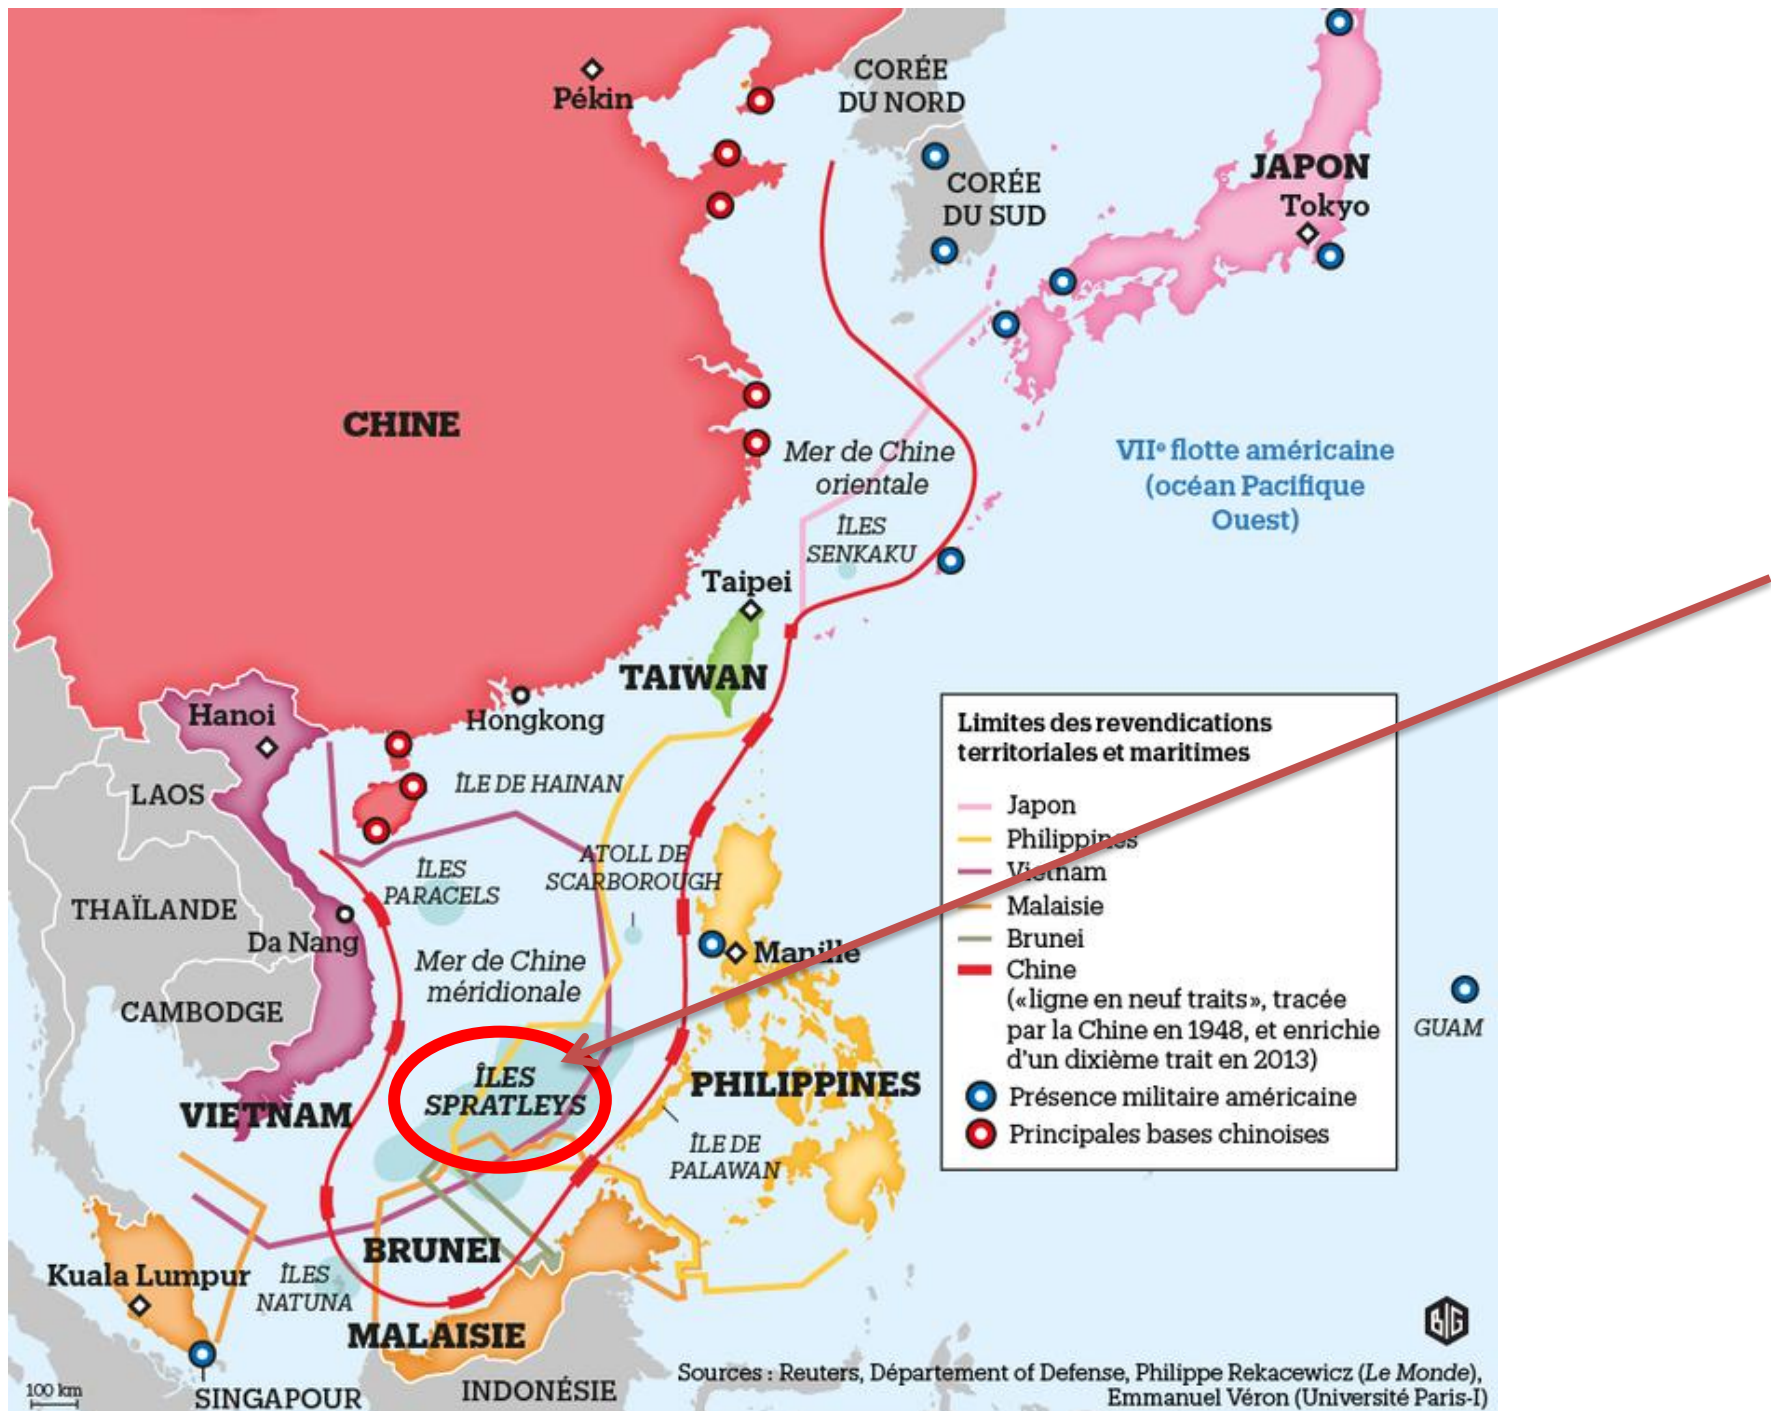 Pékin
CORÉE
DU NORD
CORÉE
DU SUD
JAPON
Tokyo
CHINE
Mer de Chine
orientale
VIIᵉ flotte américaine
(océan Pacifique
Ouest)
ÎLES
SENKAKU
Taipei
TAIWAN
Hanoi
Hongkong
LAOS
ÎLE DE HAINAN
ÎLES
PARACELS
ATOLL DE
SCARBOROUGH
THAÏLANDE
Da Nang
Mer de Chine
méridionale
Manille
CAMBODGE
ÎLES
SPRATLEYS
PHILIPPINES
VIETNAM
ÎLE DE
PALAWAN
BRUNEI
Kuala Lumpur
ÎLES
NATUNA
MALAISIE
SINGAPOUR
INDONÉSIE
100 km
Limites des revendications
territoriales et maritimes
Japon
Philippines
Vietnam
Malaisie
Brunei
Chine
(«ligne en neuf traits», tracée
par la Chine en 1948, et enrichie
d'un dixième trait en 2013)
Présence militaire américaine
Principales bases chinoises
GUAM
BIG
Sources : Reuters, Département of Defense, Philippe Rekacewicz (Le Monde),
Emmanuel Véron (Université Paris-I)